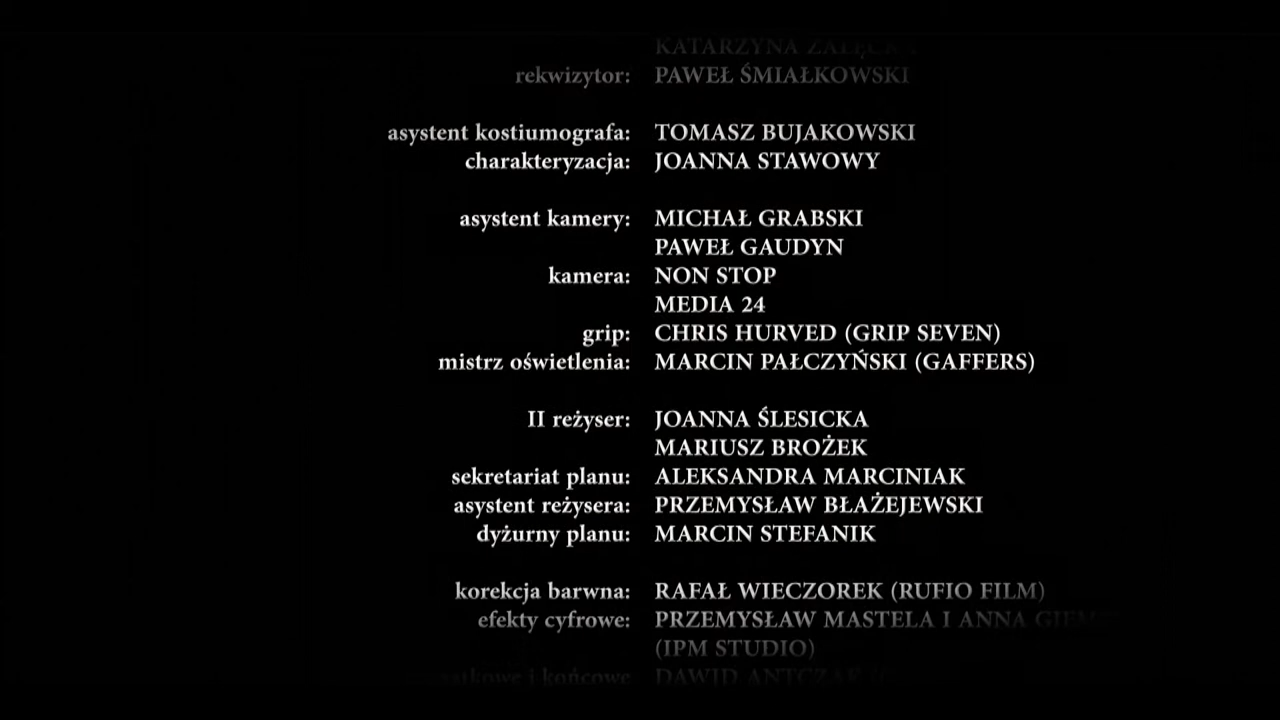 KATARZYNA
rekwizytor: PAWEŁ ŚMIAŁKOWSKI
asystent kostiumografa: TOMASZ BUJAKOWSKI
charakteryzacja: JOANNA STAWOWY
asystent kamery: MICHAŁ GRABSKI
PAWEŁ GAUDYN
kamera: NON STOP
MEDIA 24
grip: CHRIS HURVED (GRIP SEVEN)
mistrz oświetlenia: MARCIN PAŁCZYŃSKI (GAFFERS)
II reżyser: JOANNA ŚLESICKA
MARIUSZ BROŻEK
sekretariat planu: ALEKSANDRA MARCINIAK
asystent reżysera: PRZEMYSŁAW BŁAŻEJEWSKI
dyżurny planu: MARCIN STEFANIK
korekcja barwna: RAFAŁ WIECZOREK (RUFIO FILM)
efekty cyfrowe: PRZEMYSŁAW MASTELA I ANNA
(IPM STUDIO)
i końcowe DAWID